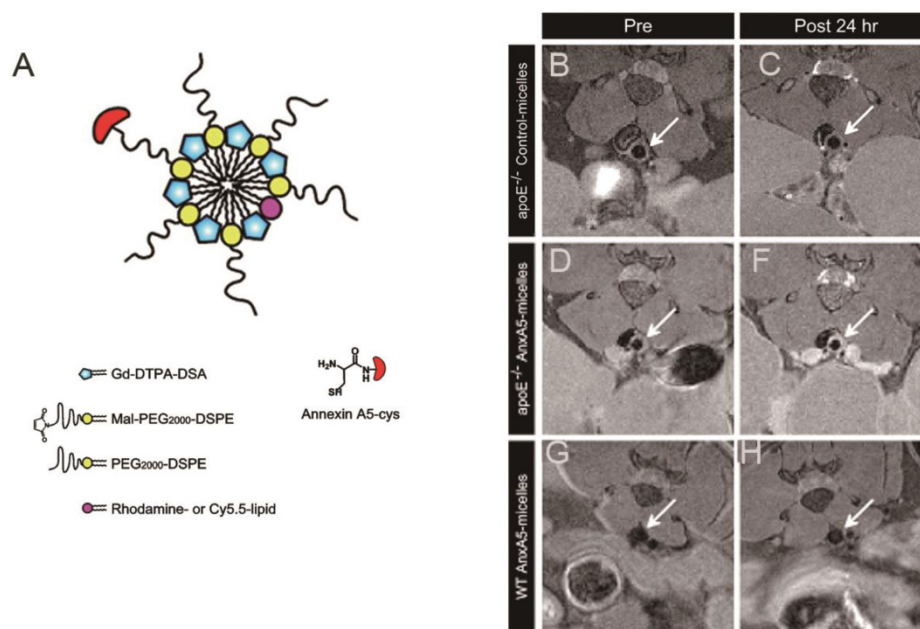 A
Gd-DTPA-DSA
Mal-PEG2000-DSPE
PEG2000-DSPE
Rhodamine- or Cy5.5-lipid
O
H2N
N
H
SH
Annexin A5-cys
O
N
O
Pre
Post 24 hr
apoE-/- Control-micelles
B
C
apoE-/- AnxA5-micelles
D
F
WT AnxA5-micelles
G
H